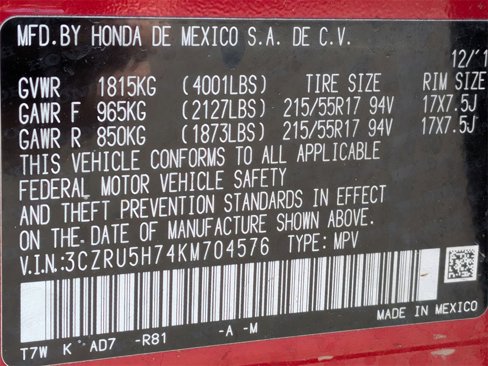 MFD.BY HONDA DE MEXICO S.A. DE C.V.
12/1
GVWR 1815KG (4001LBS) TIRE SIZE RIM SIZE
GAWR F 965KG (2127LBS) 215/55R17 94V 17X7.5J
GAWR R 850KG (1873LBS) 215/55R17 94V 17X7.5J
THIS VEHICLE CONFORMS TO ALL APPLICABLE
FEDERAL MOTOR VEHICLE SAFETY
AND THEFT PREVENTION STANDARDS IN EFFECT
ON THE DATE OF MANUFACTURE SHOWN ABOVE.
V.I.N:3CZRU5H74KM704576 TYPE: MPV
MADE IN MEXICO
T7W K AD7 -R81 -A -M